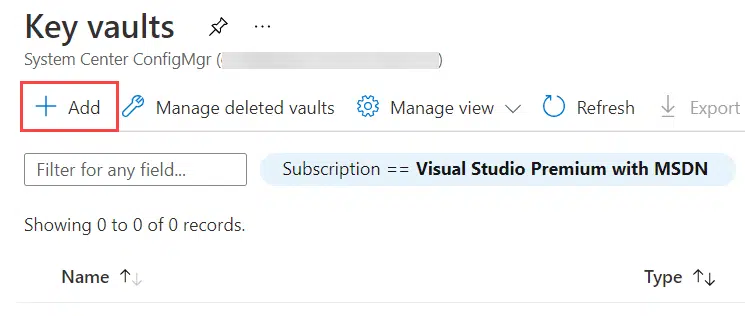 Key vaults ...
System Center ConfigMgr ( )
+ Add Manage deleted vaults Manage view Refresh Export
Filter for any field... Subscription == Visual Studio Premium with MSDN
Showing 0 to 0 of 0 records.
Name ↑↓ Type ↑↓